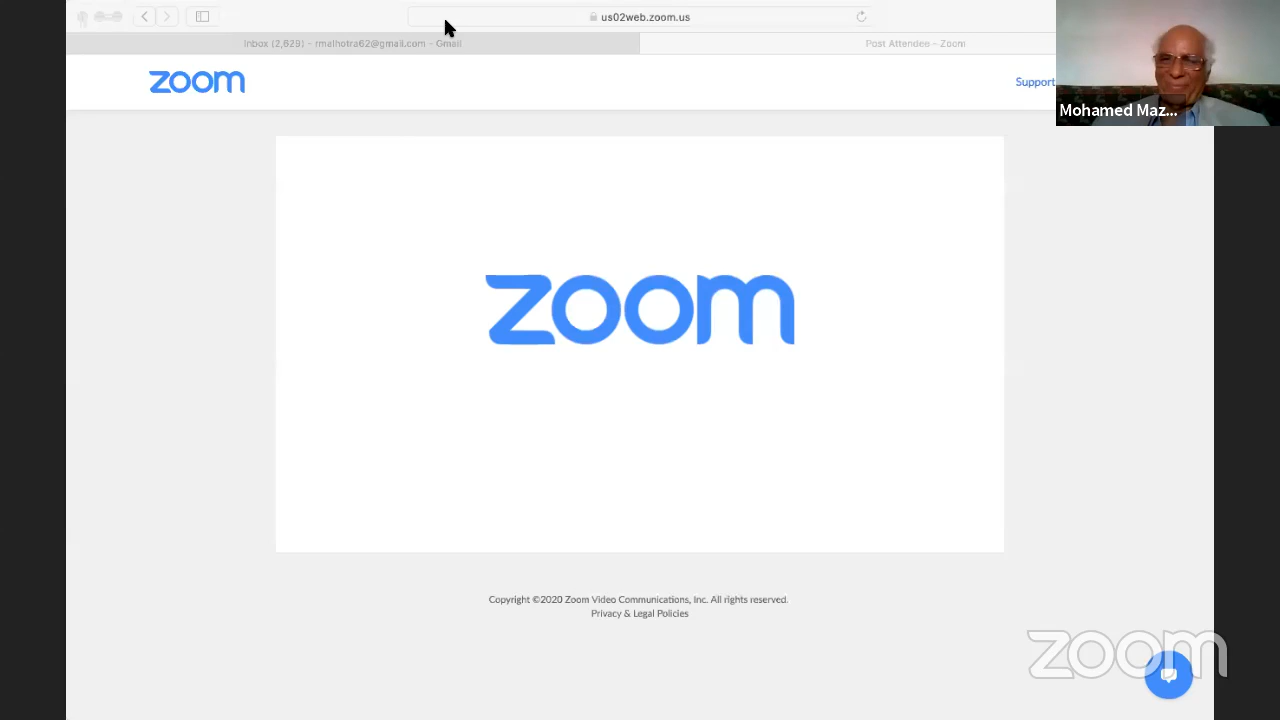 us02web.zoom.us
Inbox (2,629) – rmalhotra62@gmail.com – Gmail
Post Attendee – Zoom
zoom
Support
Mohamed Maz...
zoom
Copyright ©2020 Zoom Video Communications, Inc. All rights reserved.
Privacy & Legal Policies
zoom